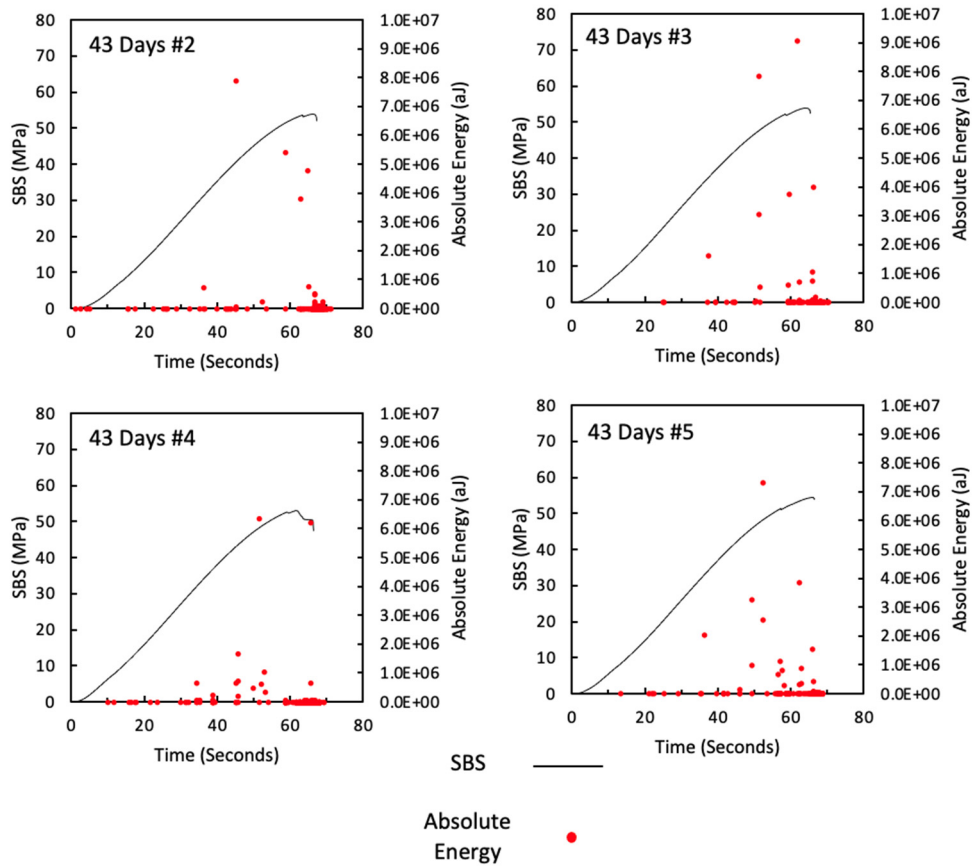 43 Days #2
80
70
60
50
40
30
20
10
0
SBS (MPa)
0
20
40
60
80
Time (Seconds)
1.0E+07
9.0E+06
8.0E+06
7.0E+06
6.0E+06
5.0E+06
4.0E+06
3.0E+06
2.0E+06
1.0E+06
0.0E+00
Absolute Energy (aJ)
43 Days #3
80
70
60
50
40
30
20
10
0
SBS (MPa)
0
20
40
60
80
Time (Seconds)
1.0E+07
9.0E+06
8.0E+06
7.0E+06
6.0E+06
5.0E+06
4.0E+06
3.0E+06
2.0E+06
1.0E+06
0.0E+00
Absolute Energy (aJ)
43 Days #4
80
70
60
50
40
30
20
10
0
SBS (MPa)
0
20
40
60
80
Time (Seconds)
1.0E+07
9.0E+06
8.0E+06
7.0E+06
6.0E+06
5.0E+06
4.0E+06
3.0E+06
2.0E+06
1.0E+06
0.0E+00
Absolute Energy (aJ)
43 Days #5
80
70
60
50
40
30
20
10
0
SBS (MPa)
0
20
40
60
80
Time (Seconds)
1.0E+07
9.0E+06
8.0E+06
7.0E+06
6.0E+06
5.0E+06
4.0E+06
3.0E+06
2.0E+06
1.0E+06
0.0E+00
Absolute Energy (aJ)
SBS
Absolute
Energy